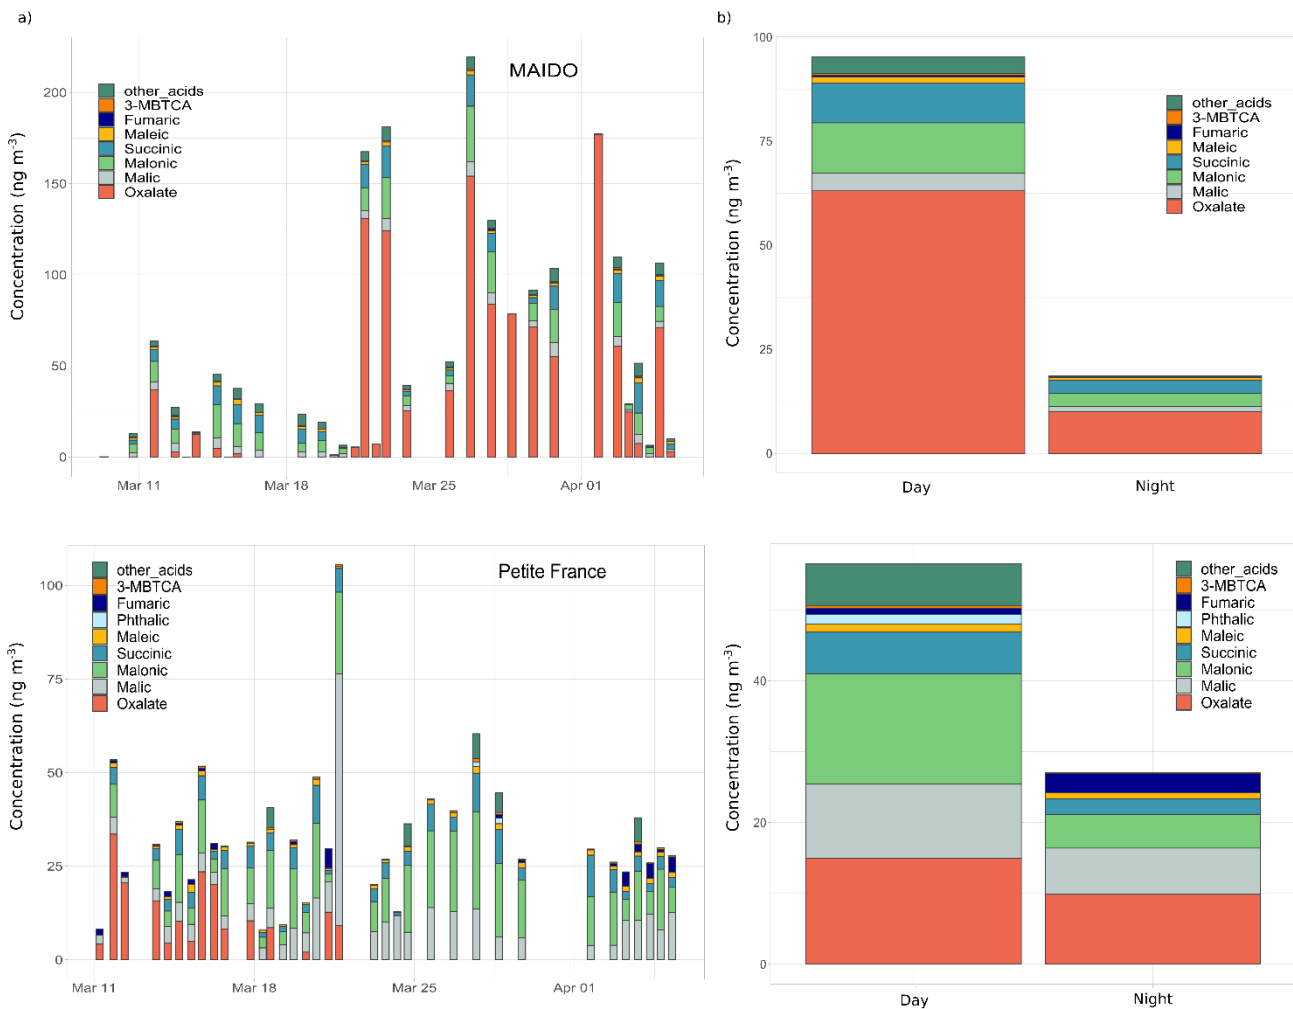 a)
MAIDO
Concentration (ng m⁻³)
200
150
100
50
0
other_acids
3-MBTCA
Fumaric
Maleic
Succinic
Malonic
Malic
Oxalate
Mar 11
Mar 18
Mar 25
Apr 01
b)
Concentration (ng m⁻³)
100
75
50
25
0
other_acids
3-MBTCA
Fumaric
Maleic
Succinic
Malonic
Malic
Oxalate
Day
Night
Petite France
Concentration (ng m⁻³)
100
75
50
25
0
other_acids
3-MBTCA
Fumaric
Phthalic
Maleic
Succinic
Malonic
Malic
Oxalate
Mar 11
Mar 18
Mar 25
Apr 01
Concentration (ng m⁻³)
40
20
0
other_acids
3-MBTCA
Fumaric
Phthalic
Maleic
Succinic
Malonic
Malic
Oxalate
Day
Night